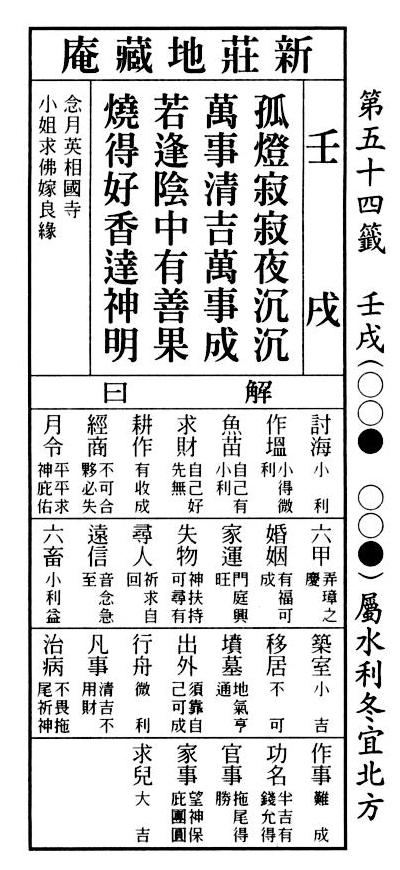 第五十四籤 壬戌(○○● ○○●)屬水利冬宜北方
新莊地藏庵
壬戌
孤燈寂寂夜沉沉
萬事清吉萬事成
若逢陰中有善果
燒得好香達神明
念月英相國寺
小姐求佛嫁良緣
解曰
討海 小利
作塭 小得微利
魚苗 自己有小利
求財 自己好先無
耕作 有收成
經商 不可合夥必失
月令 平平求神庇佑
六甲 弄璋之慶
婚姻 有福可成
家運 門庭興旺
失物 神扶持可尋有
尋人 祈求自回
遠信 音念急至
六畜 小利益
築室 小吉
移居 不可
墳墓 地氣亨通
出外 須靠自己可成
行舟 微利
凡事 清吉不用財
治病 不畏拖尾祈神
作事 難成
功名 半吉有錢允得
官事 拖尾得勝
家事 望神保庇團圓
求兒 大吉